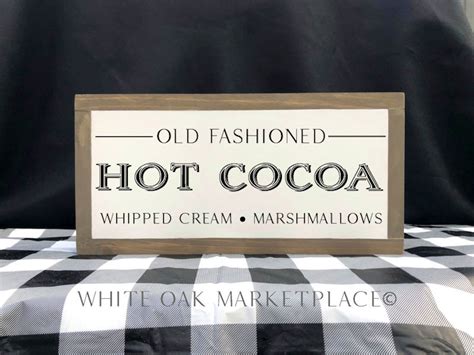 OLD FASHIONED
HOT COCOA
WHIPPED CREAM • MARSHMALLOWS
WHITE OAK MARKETPLACE©